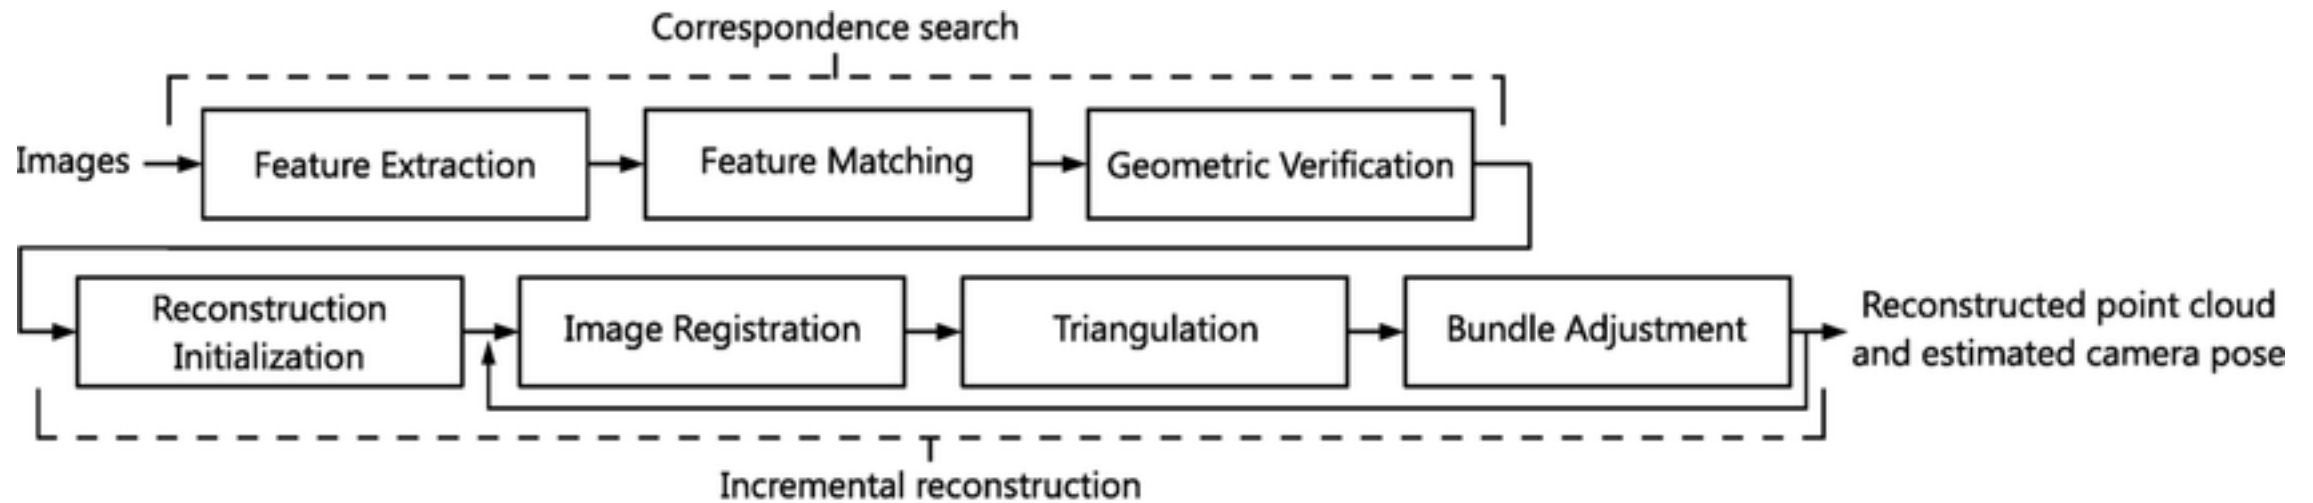 Correspondence search
Images
Feature Extraction
Feature Matching
Geometric Verification
Reconstruction
Initialization
Image Registration
Triangulation
Bundle Adjustment
Reconstructed point cloud
and estimated camera pose
Incremental reconstruction